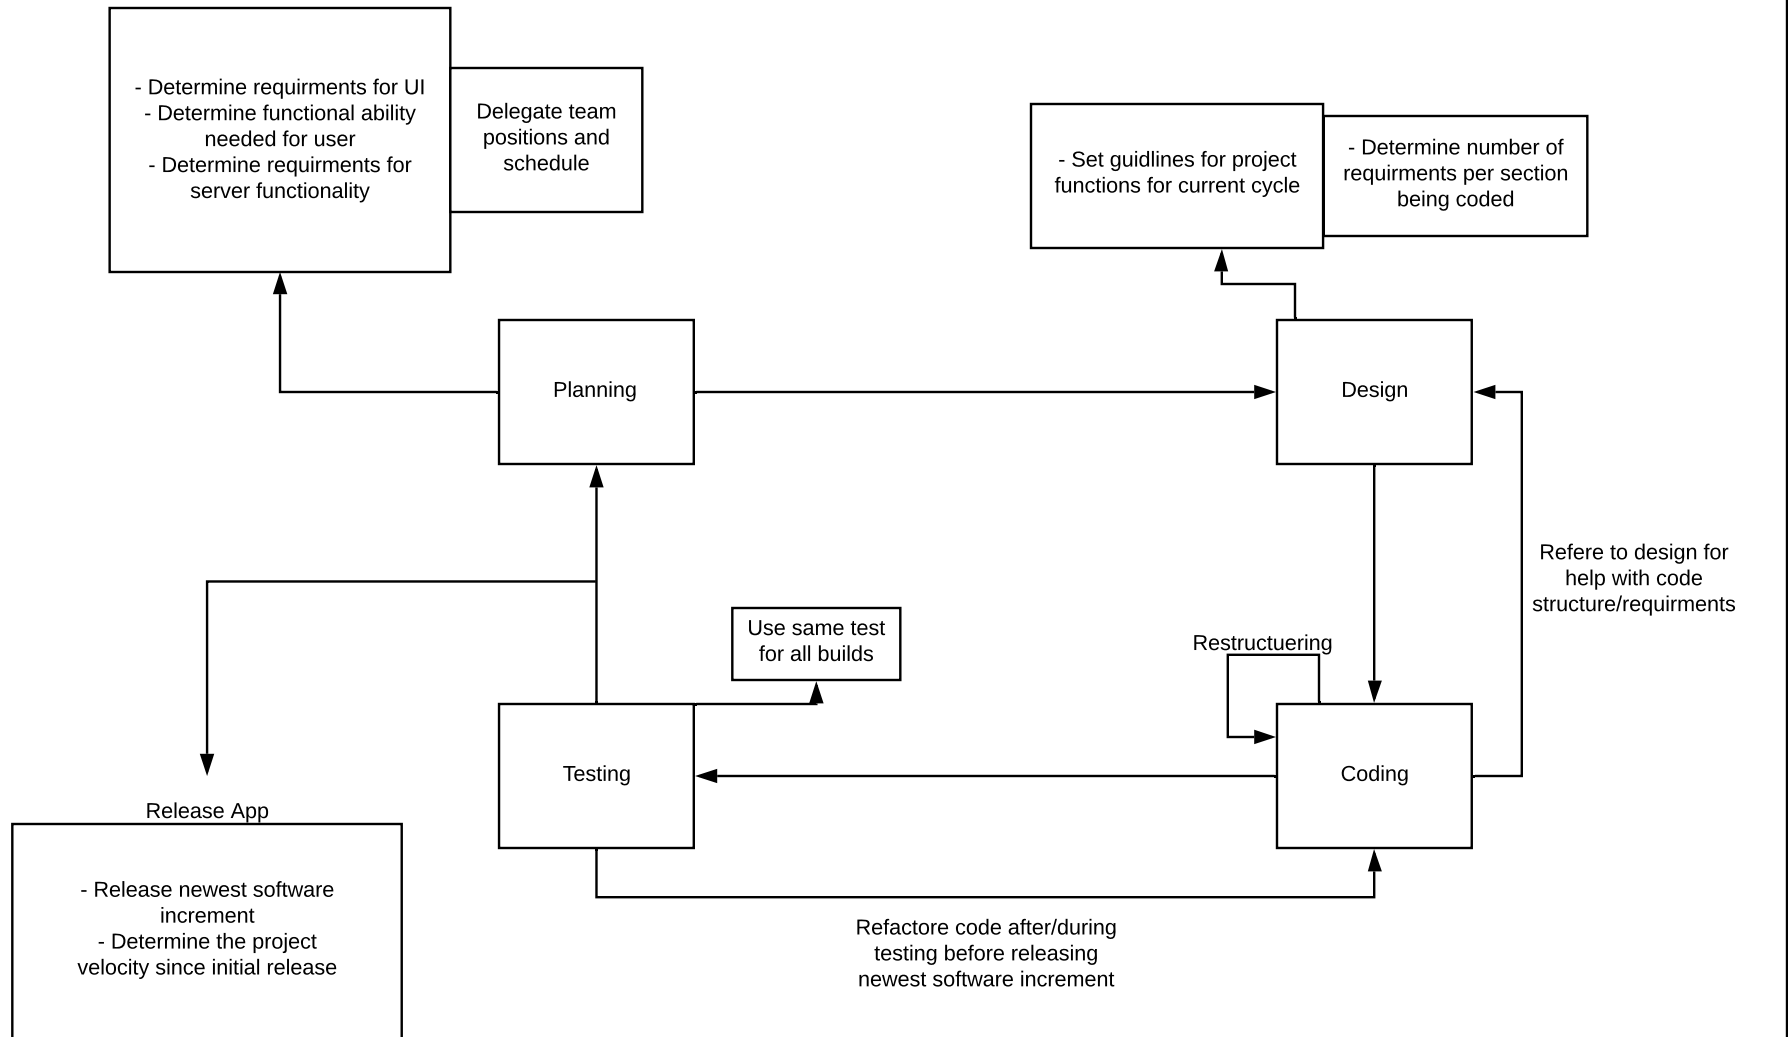 - Determine requirments for UI
- Determine functional ability
needed for user
- Determine requirments for
server functionality
Delegate team
positions and
schedule
- Set guidlines for project
functions for current cycle
- Determine number of
requirments per section
being coded
Planning
Design
Refere to design for
help with code
structure/requirments
Use same test
for all builds
Restructuering
Testing
Coding
Release App
- Release newest software
increment
- Determine the project
velocity since initial release
Refactore code after/during
testing before releasing
newest software increment